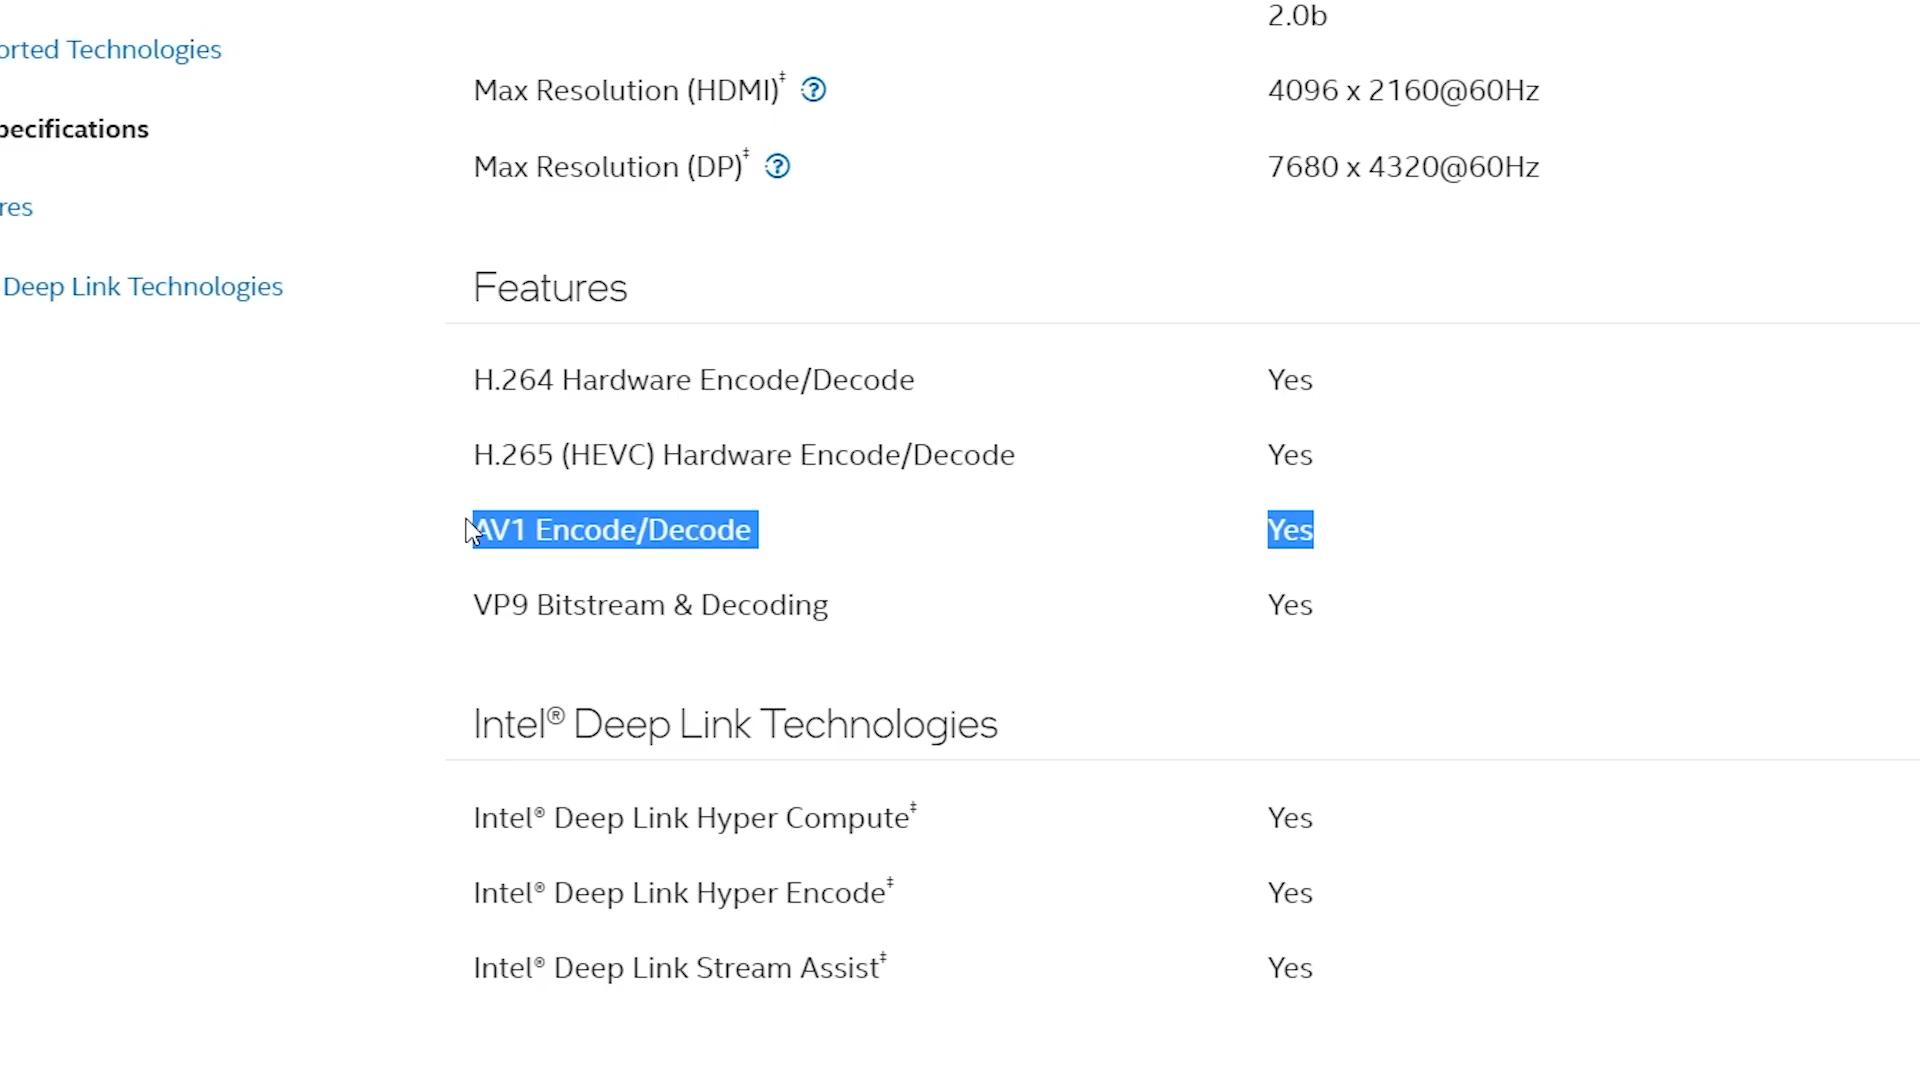 2.0b
orted Technologies
Max Resolution (HDMI)‡ 4096 x 2160@60Hz
pecifications
Max Resolution (DP)‡ 7680 x 4320@60Hz
res
Deep Link Technologies
Features
H.264 Hardware Encode/Decode Yes
H.265 (HEVC) Hardware Encode/Decode Yes
AV1 Encode/Decode Yes
VP9 Bitstream & Decoding Yes
Intel® Deep Link Technologies
Intel® Deep Link Hyper Compute‡ Yes
Intel® Deep Link Hyper Encode‡ Yes
Intel® Deep Link Stream Assist‡ Yes